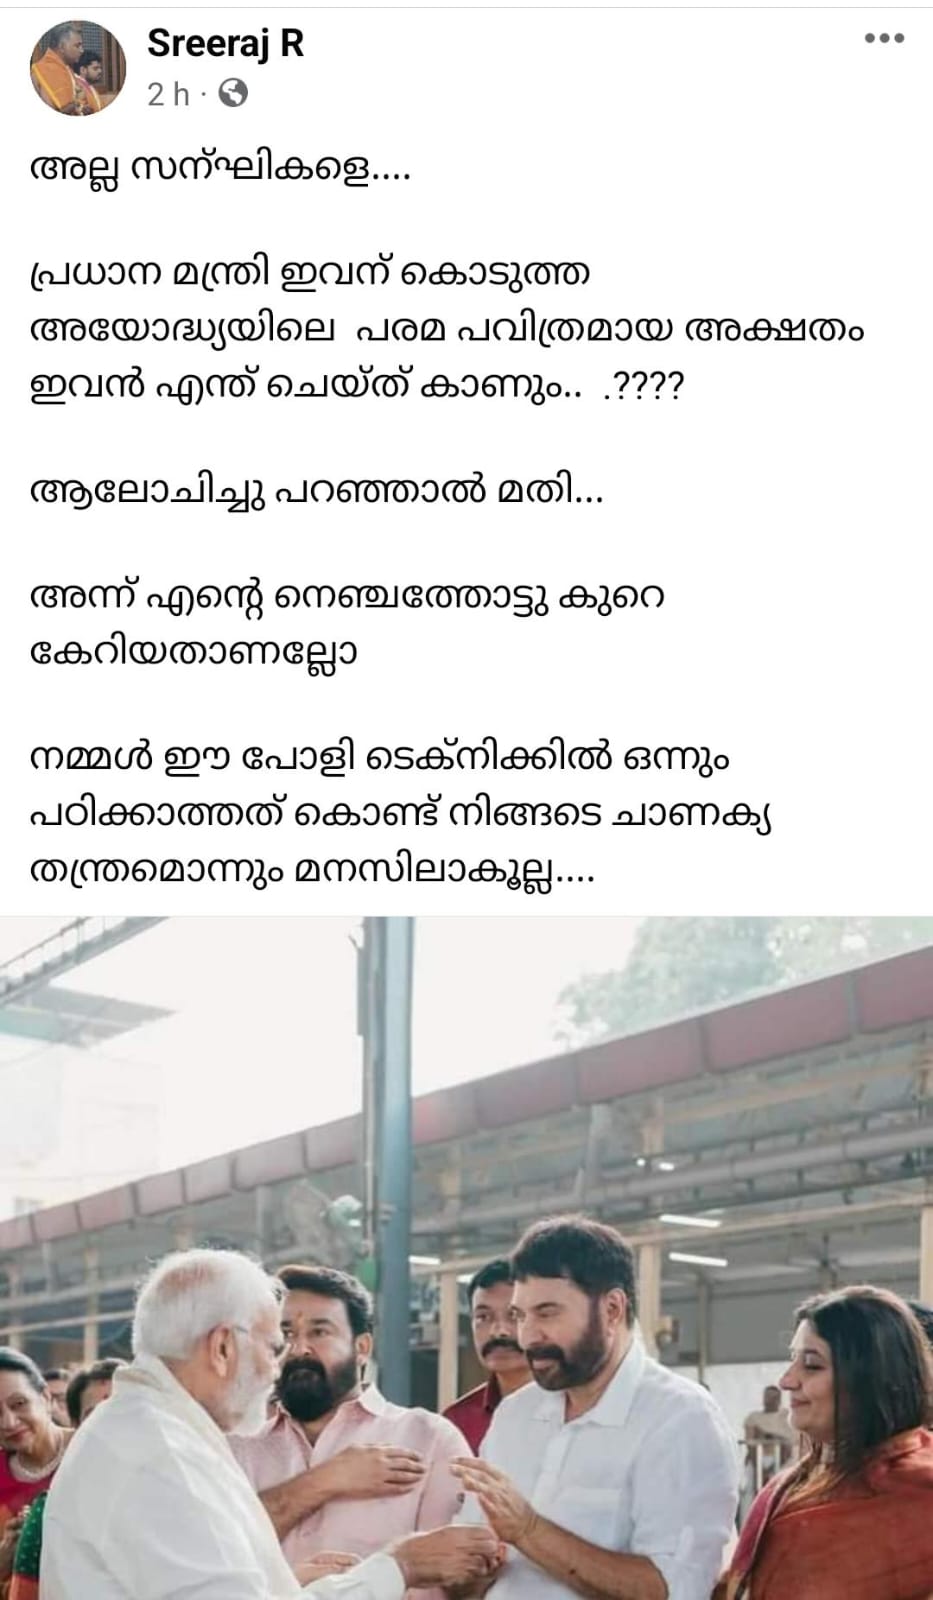 Sreeraj R
2 h ·
അല്ല സന്ഘികളെ....
പ്രധാന മന്ത്രി ഇവന് കൊടുത്ത
അയോദ്ധ്യയിലെ പരമ പവിത്രമായ അക്ഷതം
ഇവൻ എന്ത് ചെയ്ത് കാണും.. .????
ആലോചിച്ചു പറഞ്ഞാൽ മതി...
അന്ന് എന്റെ നെഞ്ചത്തോട്ടു കുറെ
കേറിയതാണല്ലോ
നമ്മൾ ഈ പോളി ടെക്‌നിക്കിൽ ഒന്നും
പഠിക്കാത്തത് കൊണ്ട് നിങ്ങടെ ചാണക്യ
തന്ത്രമൊന്നും മനസിലാകൂല്ല....